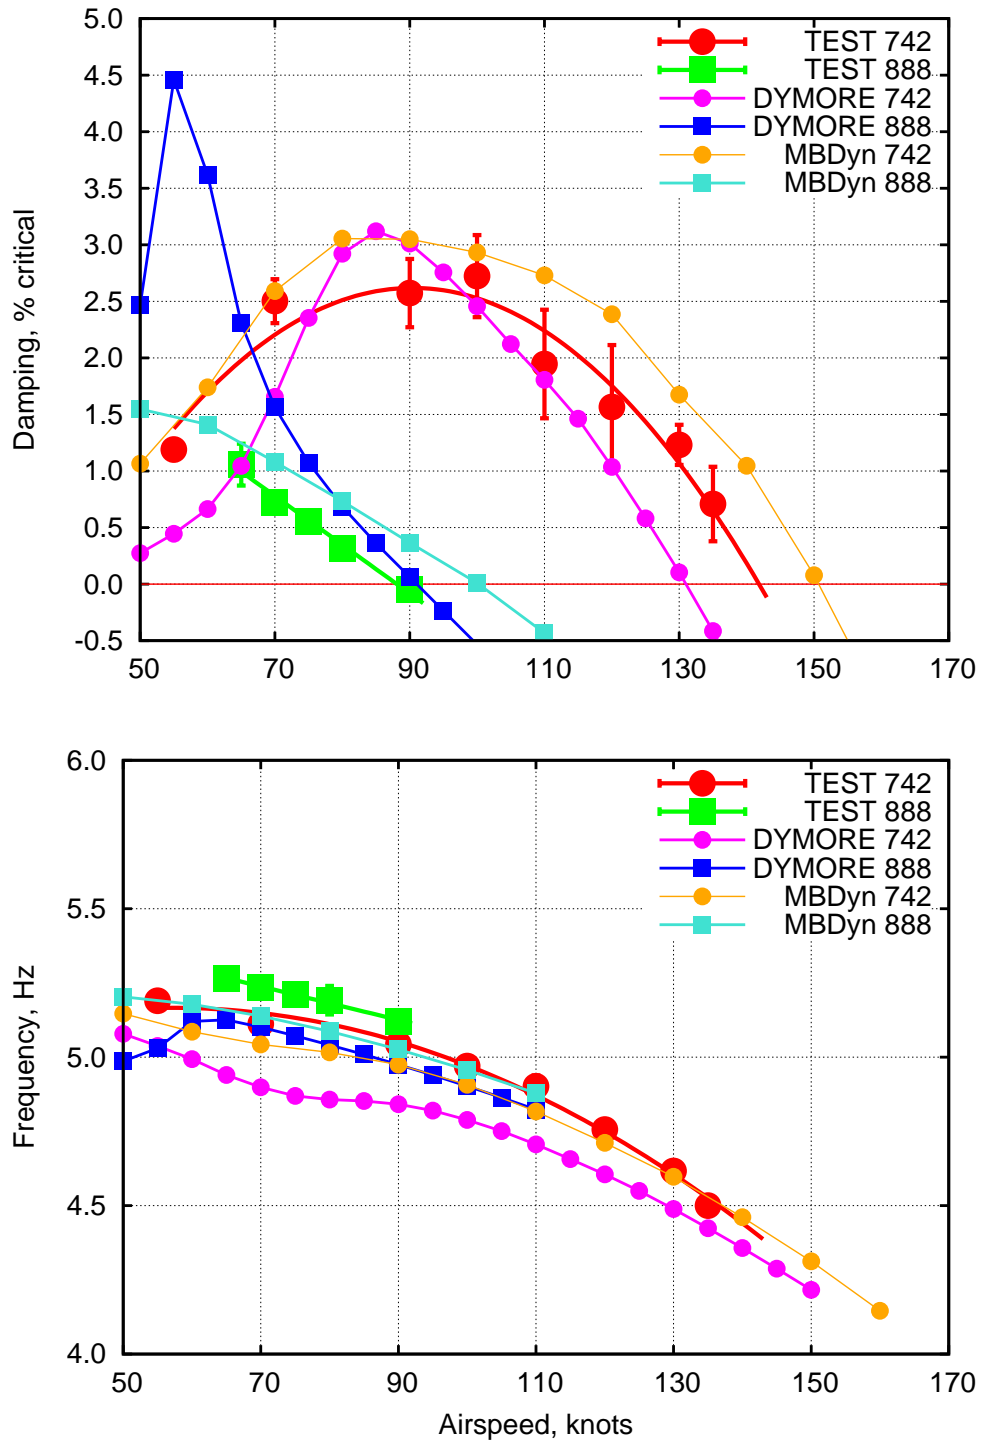 5.0
4.5
4.0
3.5
3.0
2.5
2.0
1.5
1.0
0.5
0.0
-0.5
Damping, % critical
TEST 742
TEST 888
DYMORE 742
DYMORE 888
MBDyn 742
MBDyn 888
50 70 90 110 130 150 170
6.0
5.5
5.0
4.5
4.0
Frequency, Hz
TEST 742
TEST 888
DYMORE 742
DYMORE 888
MBDyn 742
MBDyn 888
50 70 90 110 130 150 170
Airspeed, knots